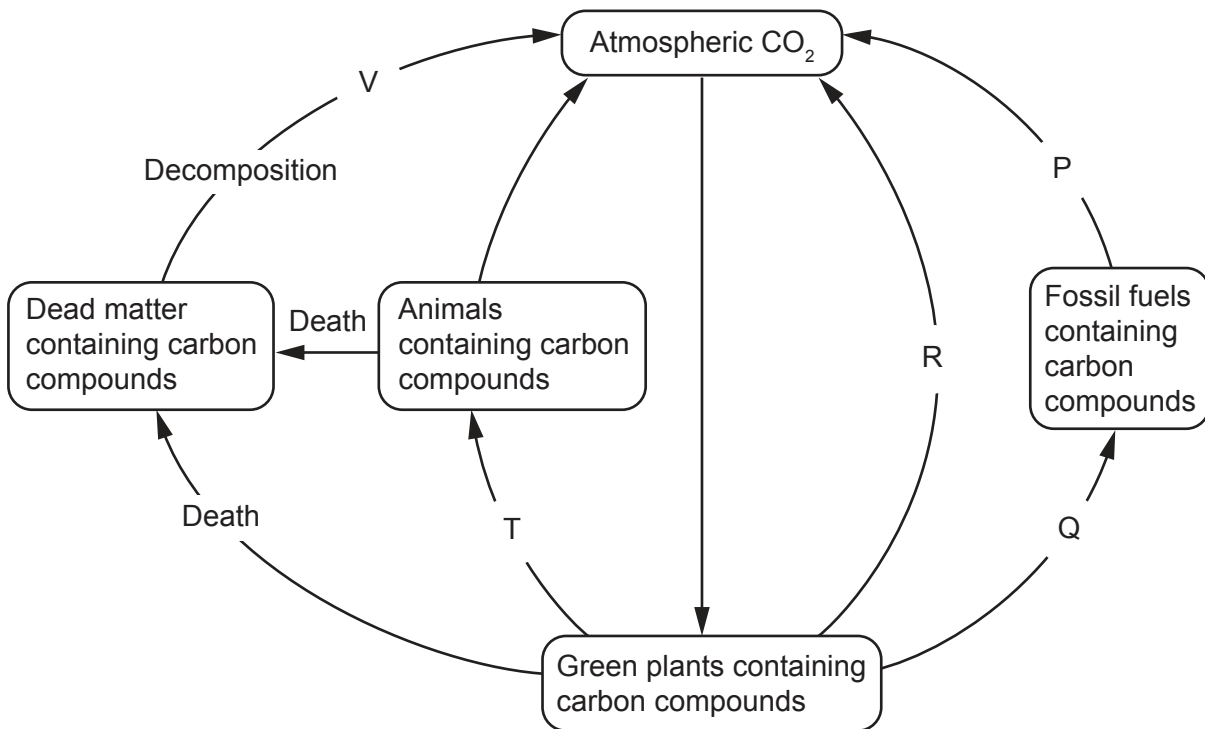 Atmospheric CO₂
V
P
Decomposition
Dead matter
containing carbon
compounds
Death
Animals
containing carbon
compounds
R
Fossil fuels
containing
carbon
compounds
Death
T
Q
Green plants containing
carbon compounds